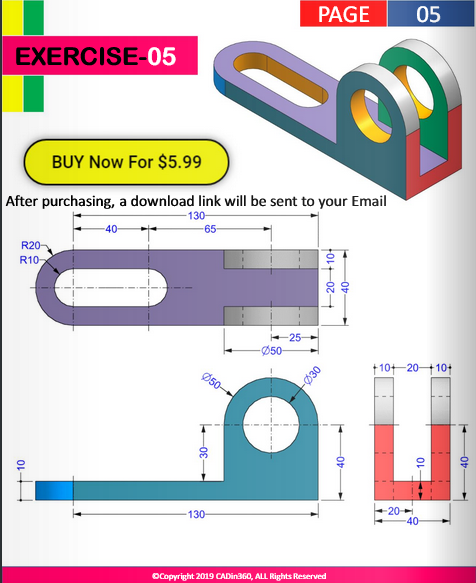 PAGE 05
EXERCISE-05
BUY Now For $5.99
After purchasing, a download link will be sent to your Email
130
40
65
R20
R10
10
20
40
25
Ø50
Ø50
Ø30
10
20
10
10
30
40
10
40
20
130
40
©Copyright 2019 CADin360, ALL Rights Reserved